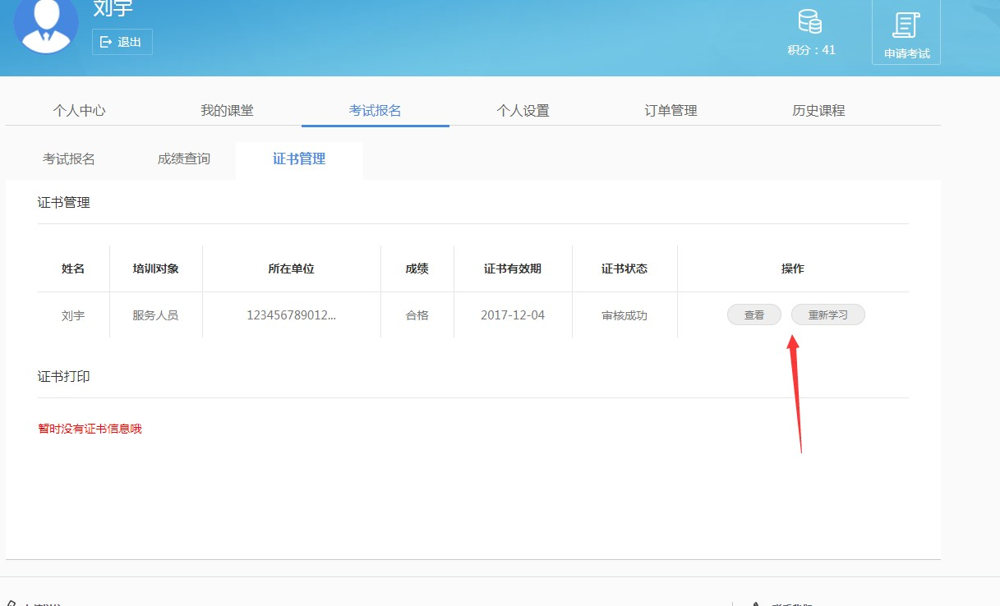 刘宇
退出
积分：41
申请考试
个人中心 我的课堂 考试报名 个人设置 订单管理 历史课程
考试报名 成绩查询 证书管理
证书管理
姓名 培训对象 所在单位 成绩 证书有效期 证书状态 操作
刘宇 服务人员 123456789012... 合格 2017-12-04 审核成功 查看 重新学习
证书打印
暂时没有证书信息哦